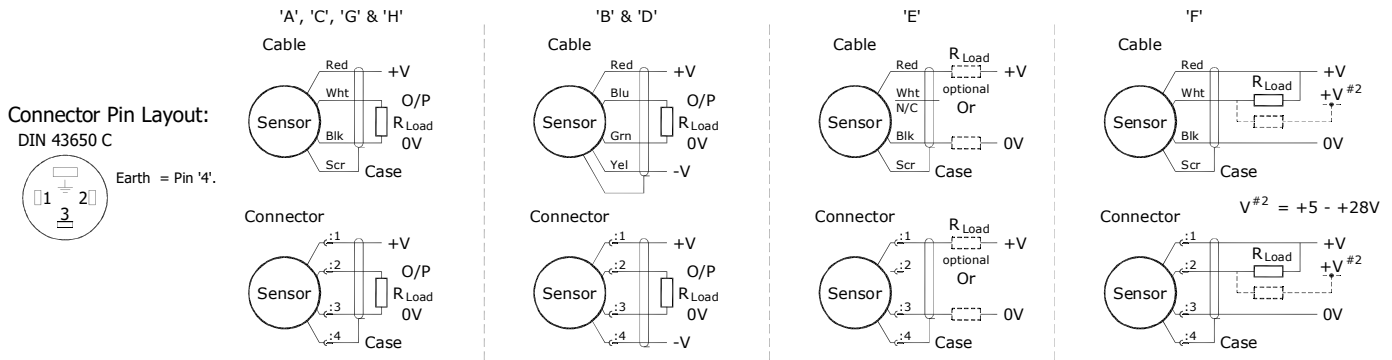 'A', 'C', 'G' & 'H'
Cable
Red
+V
Wht
O/P
Sensor
RLoad
Blk
0V
Scr
Case
Connector
:1
+V
:2
O/P
Sensor
RLoad
:3
0V
:4
Case
'B' & 'D'
Cable
Red
+V
Blu
O/P
Sensor
RLoad
Grn
0V
Yel
-V
Connector
:1
+V
:2
O/P
Sensor
RLoad
:3
0V
:4
-V
'E'
Cable
RLoad
Red
+V
optional
Wht
N/C
Or
Sensor
Blk
0V
Scr
Case
Connector
RLoad
:1
+V
optional
:2
Or
Sensor
:3
0V
:4
Case
'F'
Cable
Red
+V
RLoad
Wht
+V#2
Sensor
Blk
0V
Scr
Case
V#2 = +5 - +28V
Connector
:1
+V
RLoad
:2
+V#2
Sensor
:3
0V
:4
Case
Connector Pin Layout:
DIN 43650 C
Earth = Pin '4'.
1 2
3